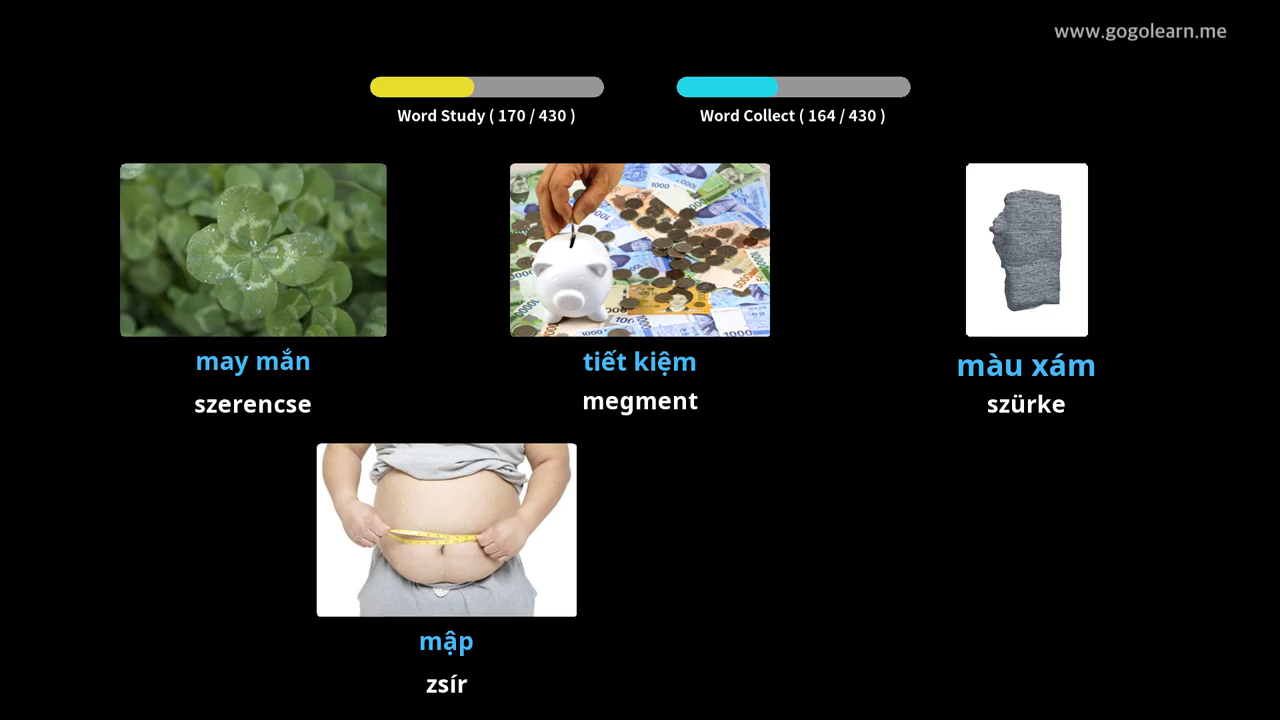 www.gogolearn.me
Word Study ( 170 / 430 )
Word Collect ( 164 / 430 )
may mắn
szerencse
tiết kiệm
megment
màu xám
szürke
mập
zsír